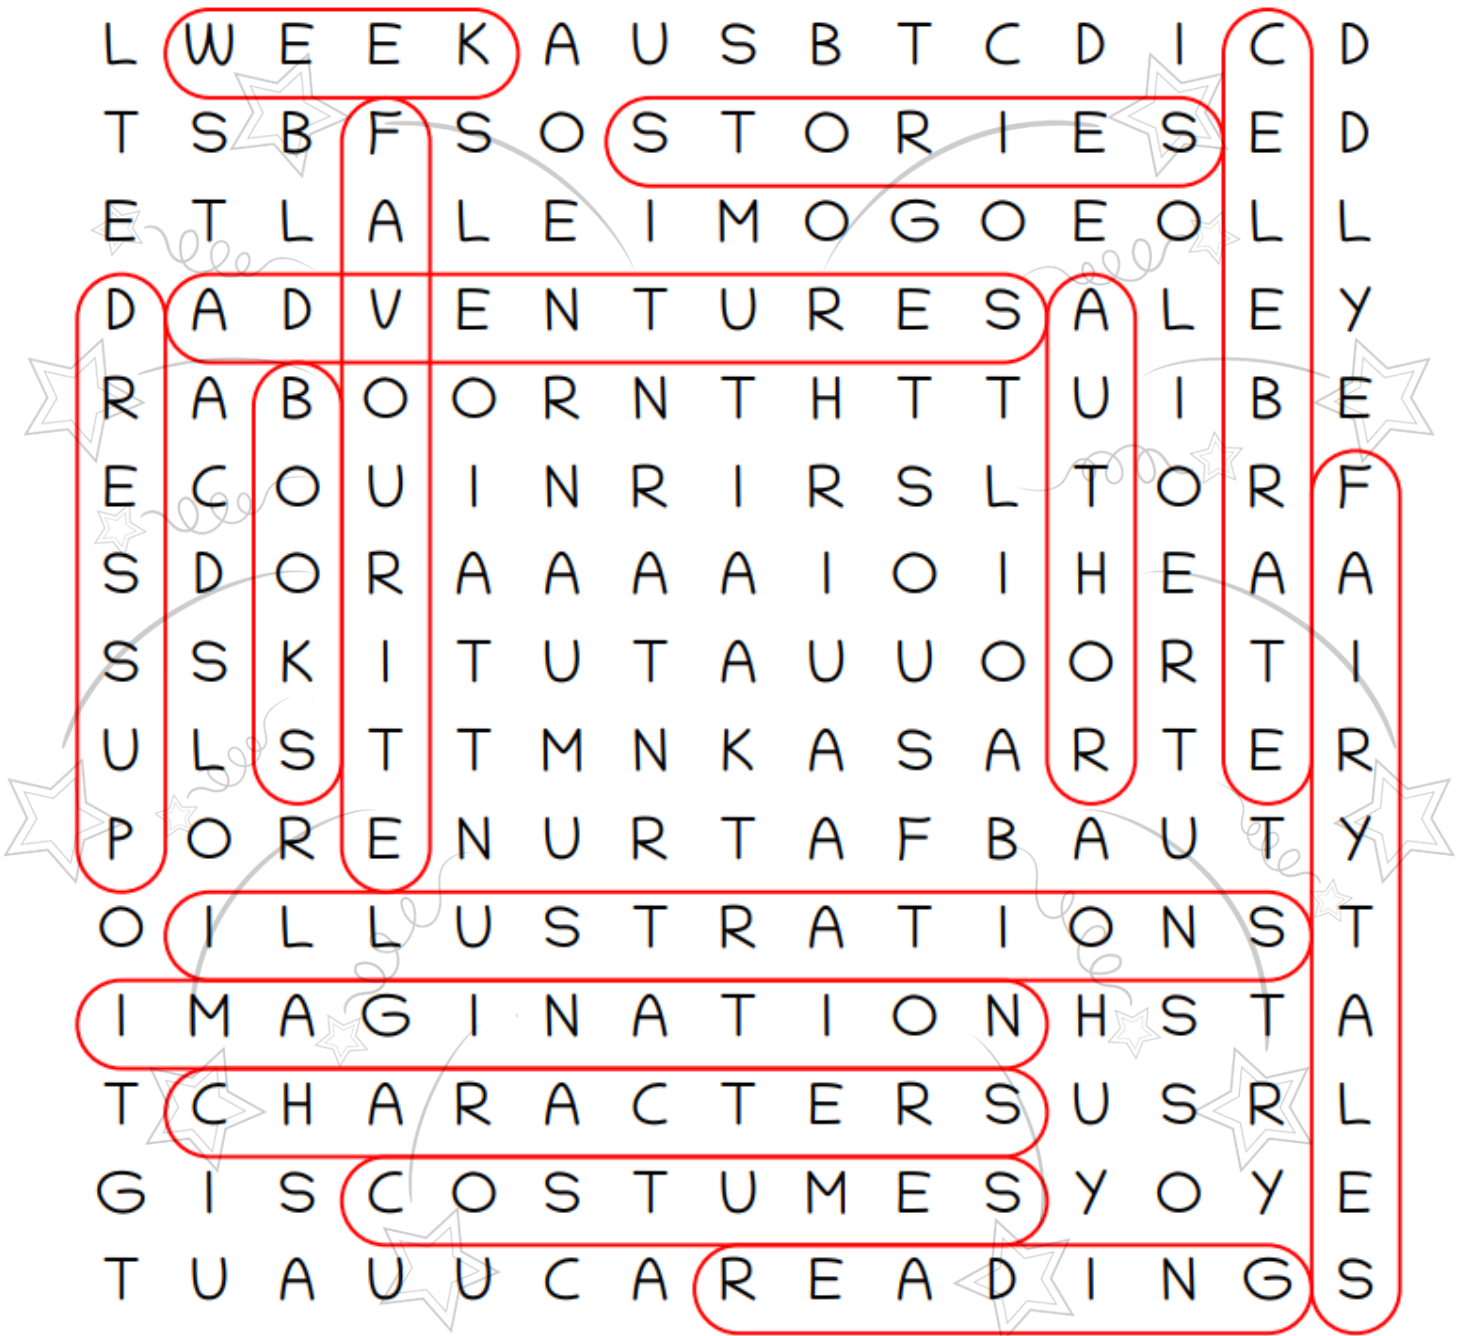 L W E E K A U S B T C D I C D
T S B F S O S T O R I E S E D
E T L A L E I M O G O E O L L
D A D V E N T U R E S A L E Y
R A B O O R N T H T T U I B E
E C O U I N R I R S L T O R F
S D O R A A A A I O I H E A A
S S K I T U T A U U O O R T I
U L S T T M N K A S A R T E R
P O R E N U R T A F B A U T Y
O I L L U S T R A T I O N S T
I M A G I N A T I O N H S T A
T C H A R A C T E R S U S R L
G I S C O S T U M E S Y O Y E
T U A U U C A R E A D I N G S